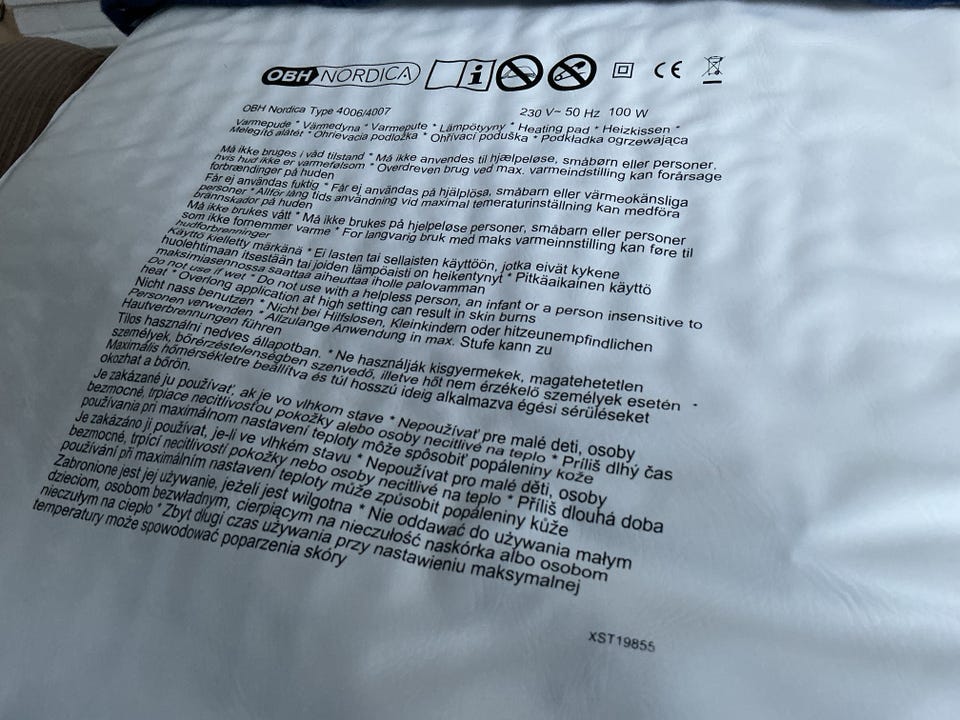 OBH NORDICA i CE
OBH Nordica Type 4006/4007 230 V~ 50 Hz 100 W
Varmepude * Värmedyna * Varmepute * Lämpötyyny * Heating pad * Heizkissen *
Melegítő alátét * Ohrievacia podložka * Ohřívací poduška * Podkładka ogrzewająca
Må ikke bruges i våd tilstand * Må ikke anvendes til hjælpeløse, småbørn eller personer,
hvis hud ikke er varmefølsom * Overdreven brug ved max. varmeindstilling kan forårsage
forbrændinger på huden
Får ej användas fuktig * Får ej användas på hjälplösa, småbarn eller värmeokänsliga
personer * Allför lång tids användning vid maximal temeraturinställning kan medföra
brännskador på huden
Må ikke brukes vått * Må ikke brukes på hjelpeløse personer, småbarn eller personer
som ikke fornemmer varme * For langvarig bruk med maks varmeinnstilling kan føre til
hudforbrenninger
Käyttö kielletty märkänä * Ei lasten tai sellaisten käyttöön, jotka eivät kykene
huolehtimaan itsestään tai joiden lämpöaisti on heikentynyt * Pitkäaikainen käyttö
maksimiasennossa saattaa aiheuttaa iholle palovamman
Do not use if wet * Do not use with a helpless person, an infant or a person insensitive to
heat * Overlong application at high setting can result in skin burns
Nicht nass benutzen * Nicht bei Hilfslosen, Kleinkindern oder hitzeunempfindlichen
Personen verwenden * Allzulange Anwendung in max. Stufe kann zu
Hautverbrennungen führen
Tilos használni nedves állapotban. * Ne használják kisgyermekek, magatehetetlen
személyek, bőrérzéstelenségben szenvedő, illetve hőt nem érzékelő személyek esetén
Maximális hőmérsékletre beállítva és túl hosszú ideig alkalmazva égési sérüléseket
okozhat a bőrön.
Je zakázané ju používať, ak je vo vlhkom stave * Nepoužívať pre malé deti, osoby
bezmocné, trpiace necitlivosťou pokožky alebo osoby necitlivé na teplo * Príliš dlhý čas
používania pri maximálnom nastavení teploty môže spôsobiť popáleniny kože
Je zakázáno ji používat, je-li ve vlhkém stavu * Nepoužívat pro malé děti, osoby
bezmocné, trpící necitlivostí pokožky nebo osoby necitlivé na teplo * Příliš dlouhá doba
používání při maximálním nastavení teploty může způsobit popáleniny kůže
Zabronione jest jej używanie, jeżeli jest wilgotna * Nie oddawać do używania małym
dzieciom, osobom bezwładnym, cierpiącym na nieczułość naskórka albo osobom
nieczułym na ciepło * Zbyt długi czas używania przy nastawieniu maksymalnej
temperatury może spowodować poparzenia skóry
XST19855